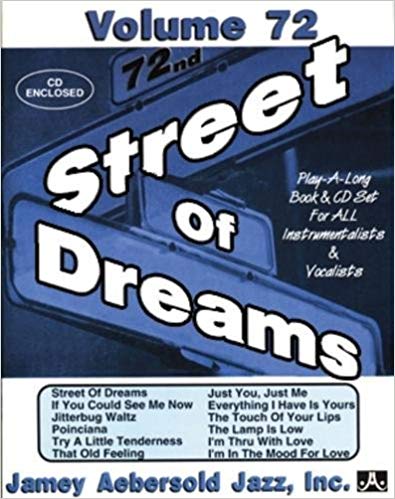 Volume 72
CD
ENCLOSED
72nd
Street
of
Dreams
Play-A-Long
Book & CD Set
For ALL
Instrumentalists
&
Vocalists
Street Of Dreams
If You Could See Me Now
Jitterbug Waltz
Poinciana
Try A Little Tenderness
That Old Feeling
Just You, Just Me
Everything I Have Is Yours
The Touch Of Your Lips
The Lamp Is Low
I'm Thru With Love
I'm In The Mood For Love
JA
Jamey Aebersold Jazz, Inc.